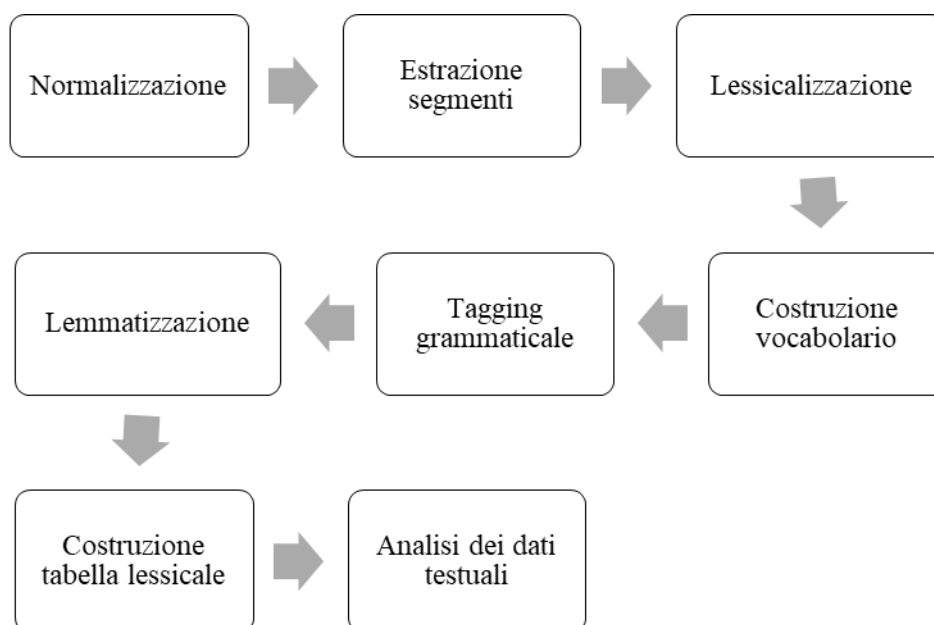 Normalizzazione
Estrazione
segmenti
Lessicalizzazione
Lemmatizzazione
Tagging
grammaticale
Costruzione
vocabolario
Costruzione
tabella lessicale
Analisi dei dati
testuali